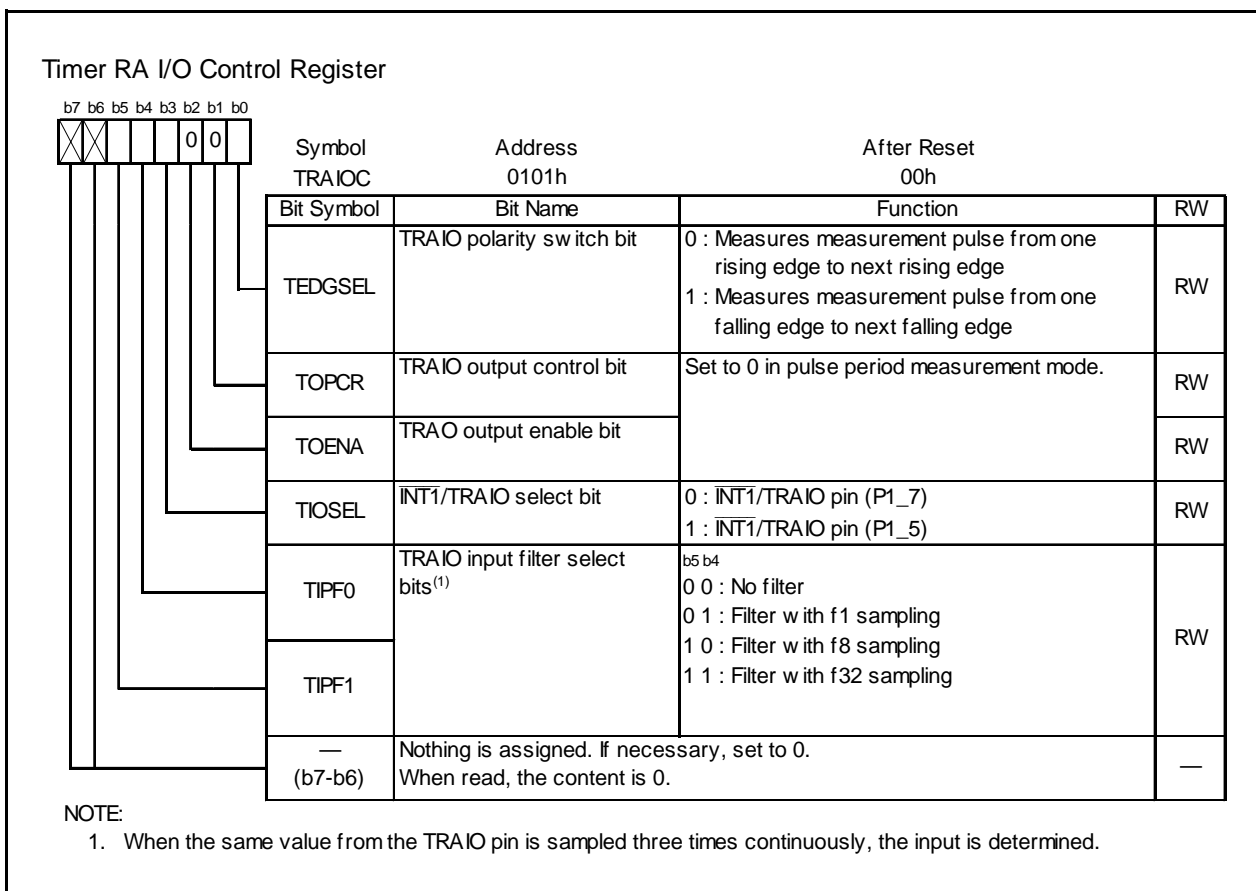 Timer RA I/O Control Register
b7 b6 b5 b4 b3 b2 b1 b0
0 0
Symbol Address After Reset
TRAIOC 0101h 00h
Bit Symbol Bit Name Function RW
TEDGSEL
TRAIO polarity switch bit
0 : Measures measurement pulse from one
rising edge to next rising edge
1 : Measures measurement pulse from one
falling edge to next falling edge
RW
TOPCR
TRAIO output control bit
Set to 0 in pulse period measurement mode.
RW
TOENA
TRAO output enable bit
RW
TIOSEL
INT1/TRAIO select bit
0 : INT1/TRAIO pin (P1_7)
1 : INT1/TRAIO pin (P1_5)
RW
TIPF0
TRAIO input filter select
bits(1)
b5 b4
0 0 : No filter
0 1 : Filter with f1 sampling
1 0 : Filter with f8 sampling
1 1 : Filter with f32 sampling
RW
TIPF1
—
(b7-b6)
Nothing is assigned. If necessary, set to 0.
When read, the content is 0.
—
NOTE:
1. When the same value from the TRAIO pin is sampled three times continuously, the input is determined.